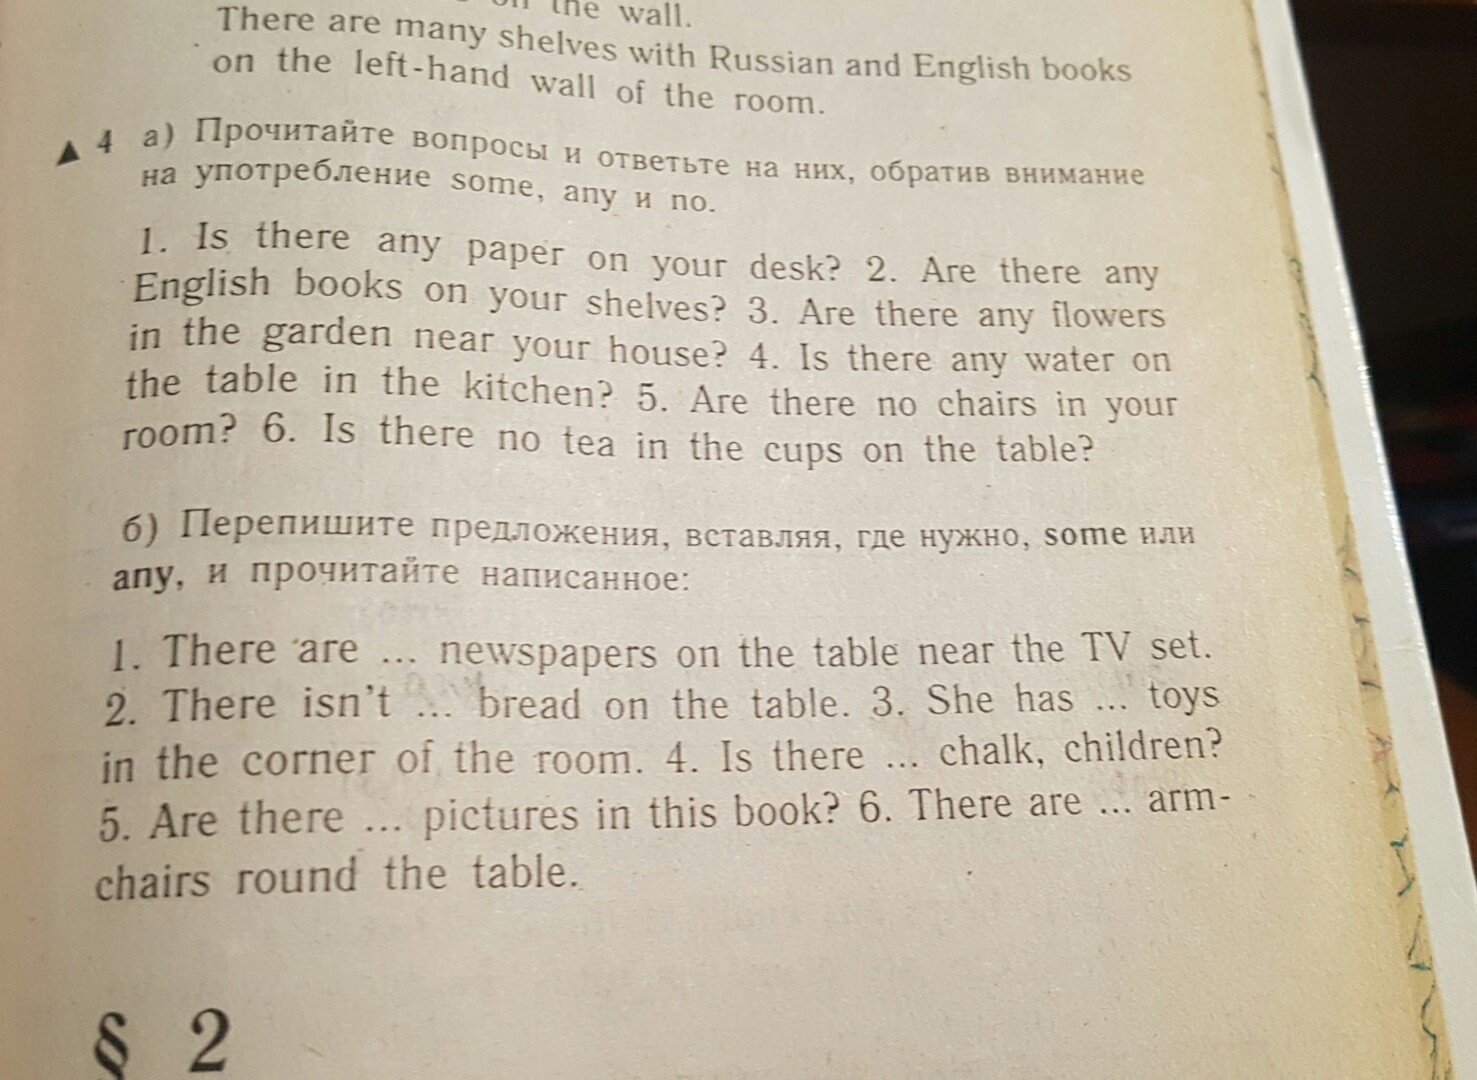 on the wall.
There are many shelves with Russian and English books
on the left-hand wall of the room.
▲ 4 а) Прочитайте вопросы и ответьте на них, обратив внимание
на употребление some, any и no.
1. Is there any paper on your desk? 2. Are there any
English books on your shelves? 3. Are there any flowers
in the garden near your house? 4. Is there any water on
the table in the kitchen? 5. Are there no chairs in your
room? 6. Is there no tea in the cups on the table?
б) Перепишите предложения, вставляя, где нужно, some или
any, и прочитайте написанное:
1. There are ... newspapers on the table near the TV set.
2. There isn't ... bread on the table. 3. She has ... toys
in the corner of the room. 4. Is there ... chalk, children?
5. Are there ... pictures in this book? 6. There are ... arm-
chairs round the table.
§ 2